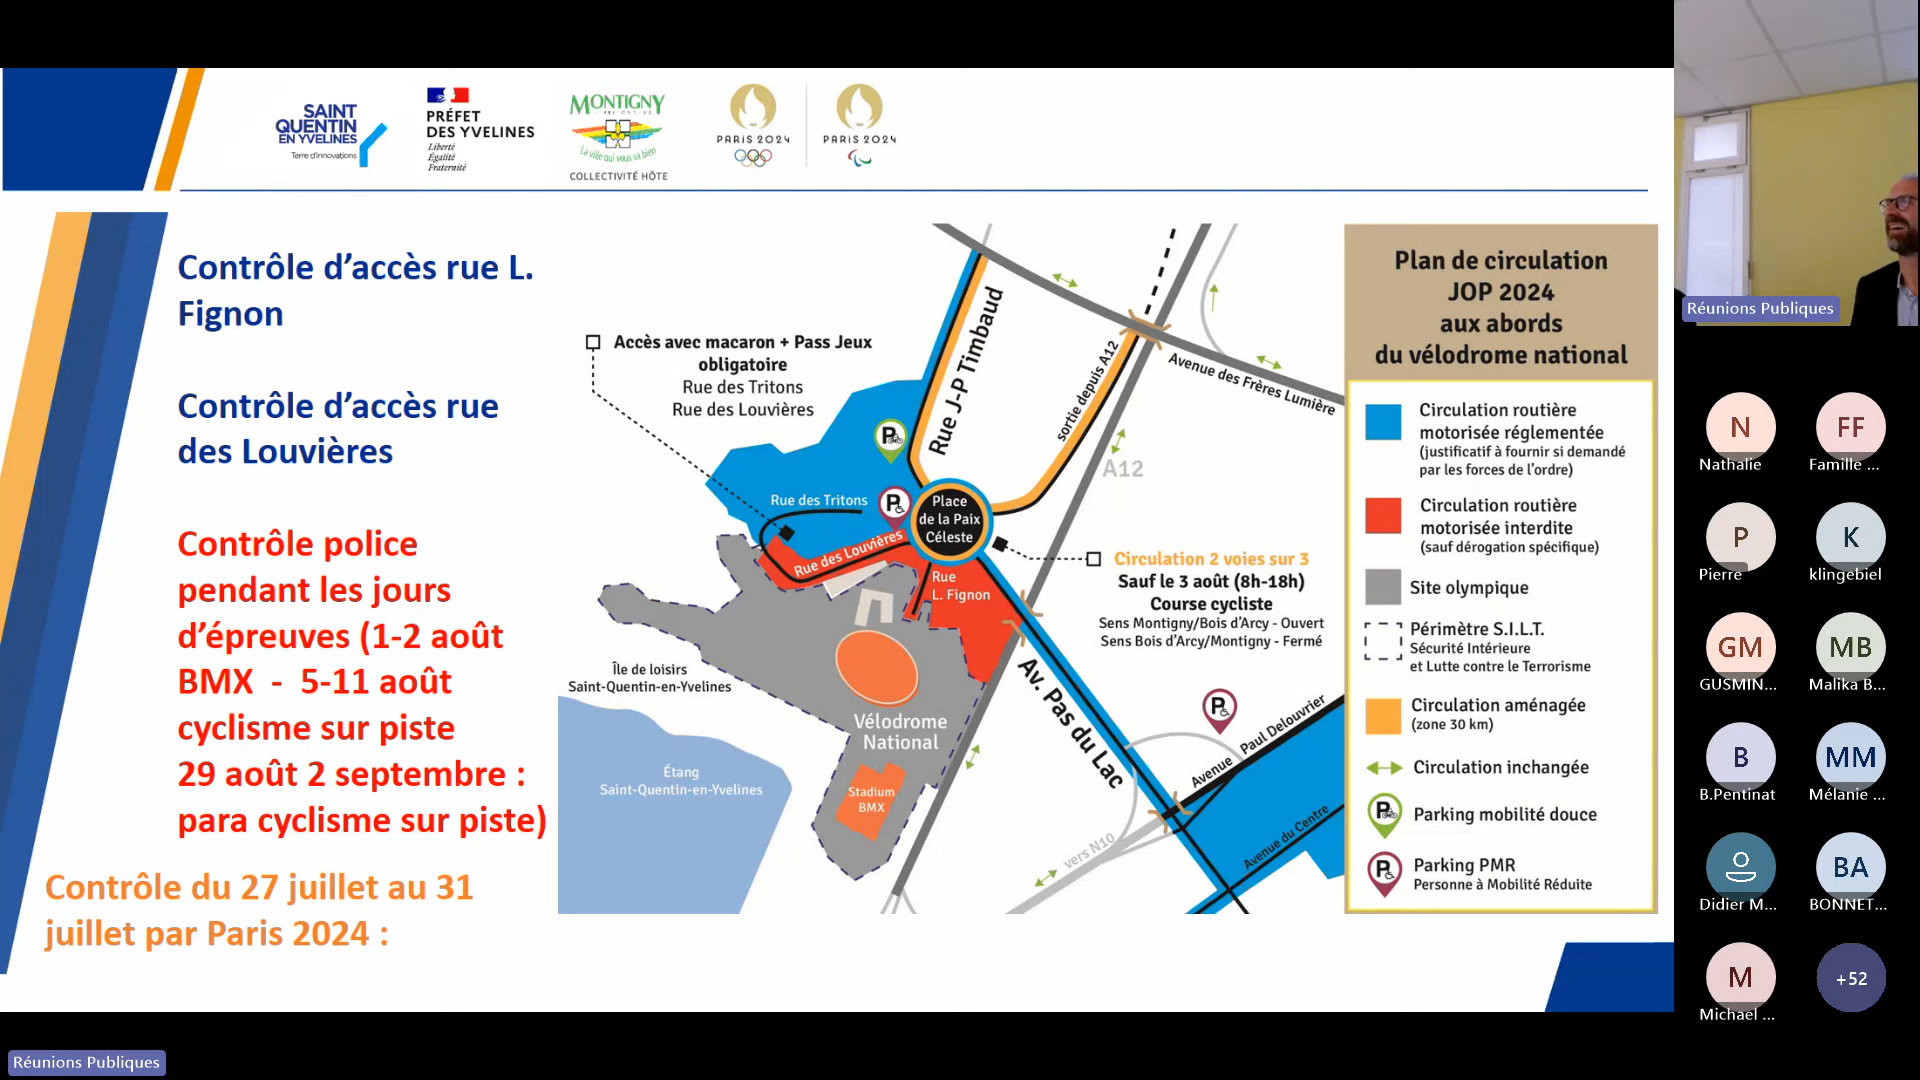 SAINT
QUENTIN
EN YVELINES
Terre d'innovations
PRÉFET
DES YVELINES
Liberté
Égalité
Fraternité
MONTIGNY
La ville qui vous va bien
COLLECTIVITÉ HÔTE
PARIS 2024
PARIS 2024
Contrôle d'accès rue L.
Fignon
Contrôle d'accès rue
des Louvières
Contrôle police
pendant les jours
d'épreuves (1-2 août
BMX - 5-11 août
cyclisme sur piste
29 août 2 septembre :
para cyclisme sur piste)
Contrôle du 27 juillet au 31
juillet par Paris 2024 :
Accès avec macaron + Pass Jeux
obligatoire
Rue des Tritons
Rue des Louvières
Rue J-P Timbaud
sortie depuis A12
Avenue des Frères Lumière
A12
P
Rue des Tritons
P
Place
de la Paix
Céleste
Rue des Louvières
Rue
L. Fignon
Circulation 2 voies sur 3
Sauf le 3 août (8h-18h)
Course cycliste
Sens Montigny/Bois d'Arcy - Ouvert
Sens Bois d'Arcy/Montigny - Fermé
Île de loisirs
Saint-Quentin-en-Yvelines
Vélodrome
National
Av. Pas du Lac
P
Avenue Paul Delouvrier
Étang
Saint-Quentin-en-Yvelines
Stadium
BMX
vers N10
Avenue du Centre
Plan de circulation
JOP 2024
aux abords
du vélodrome national
Circulation routière
motorisée réglementée
(justificatif à fournir si demandé
par les forces de l'ordre)
Circulation routière
motorisée interdite
(sauf dérogation spécifique)
Site olympique
Périmètre S.I.L.T.
Sécurité Intérieure
et Lutte contre le Terrorisme
Circulation aménagée
(zone 30 km)
Circulation inchangée
P
Parking mobilité douce
P
Parking PMR
Personne à Mobilité Réduite
Réunions Publiques
N
Nathalie
FF
Famille ...
P
Pierre
K
klingebiel
GM
GUSMIN...
MB
Malika B...
B
B.Pentinat
MM
Mélanie ...
Didier M...
BA
BONNET...
M
Michael ...
+52
Réunions Publiques